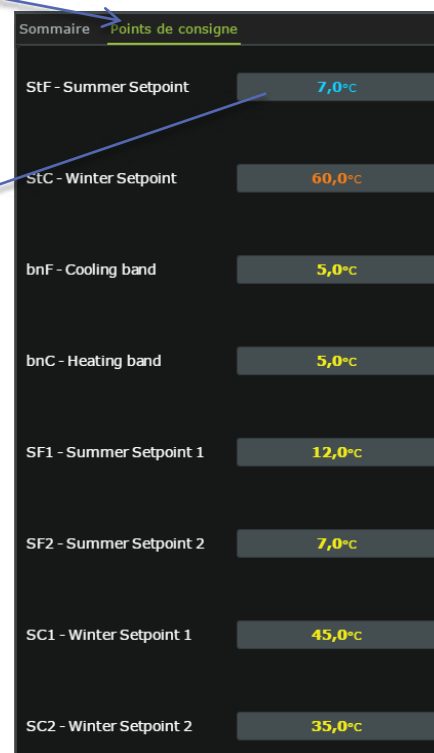 Sommaire Points de consigne
StF - Summer Setpoint 7,0°C
StC - Winter Setpoint 60,0°C
bnF - Cooling band 5,0°C
bnC - Heating band 5,0°C
SF1 - Summer Setpoint 1 12,0°C
SF2 - Summer Setpoint 2 7,0°C
SC1 - Winter Setpoint 1 45,0°C
SC2 - Winter Setpoint 2 35,0°C